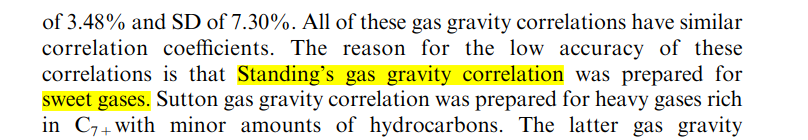 of 3.48% and SD of 7.30%. All of these gas gravity correlations have similar
correlation coefficients. The reason for the low accuracy of these
correlations is that Standing's gas gravity correlation was prepared for
sweet gases. Sutton gas gravity correlation was prepared for heavy gases rich
in C₇₊ with minor amounts of hydrocarbons. The latter gas gravity